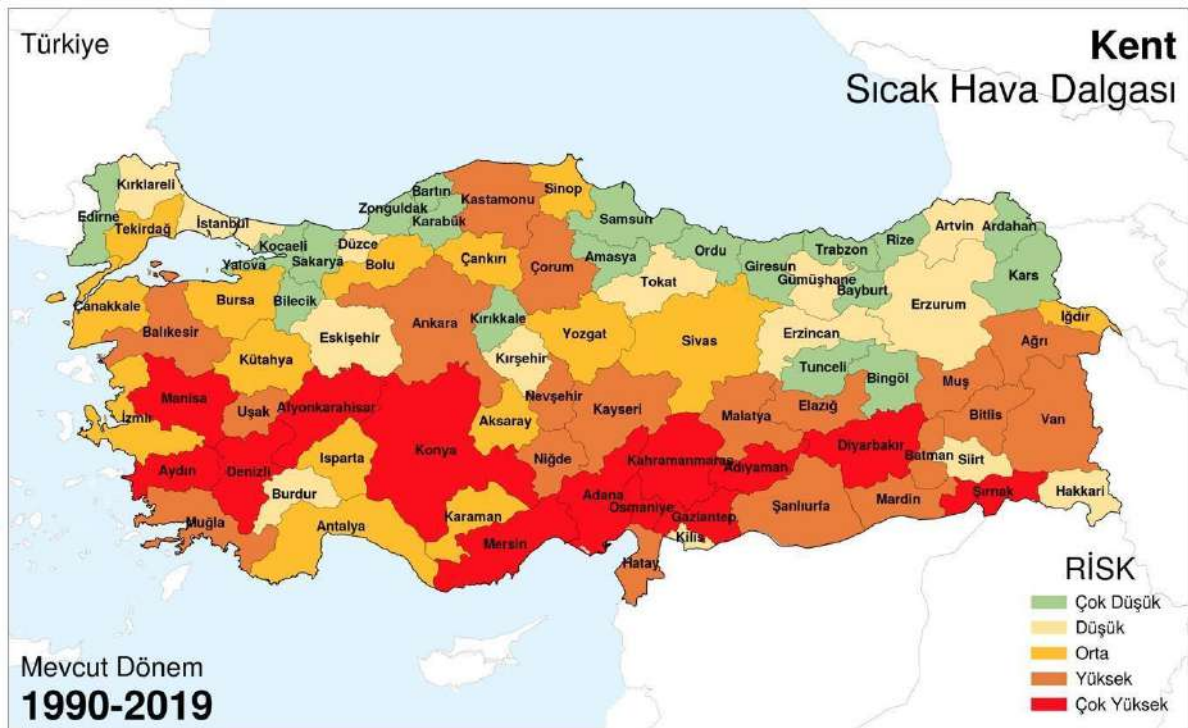 Türkiye
Kent
Sıcak Hava Dalgası
Kırklareli
Edirne
Tekirdağ
İstanbul
Kocaeli
Yalova
Sakarya
Düzce
Zonguldak
Bartın
Karabük
Kastamonu
Sinop
Samsun
Bolu
Çankırı
Çorum
Amasya
Ordu
Giresun
Trabzon
Rize
Artvin
Ardahan
Kars
Gümüşhane
Bayburt
Tokat
Çanakkale
Bursa
Bilecik
Balıkesir
Kütahya
Eskişehir
Ankara
Kırıkkale
Kırşehir
Yozgat
Sivas
Erzincan
Erzurum
Iğdır
Ağrı
Tunceli
Bingöl
Muş
Manisa
İzmir
Uşak
Afyonkarahisar
Konya
Aksaray
Nevşehir
Kayseri
Malatya
Elazığ
Bitlis
Van
Diyarbakır
Batman
Siirt
Aydın
Denizli
Isparta
Burdur
Niğde
Kahramanmaraş
Adıyaman
Şırnak
Hakkari
Muğla
Antalya
Karaman
Mersin
Adana
Osmaniye
Gaziantep
Kilis
Şanlıurfa
Mardin
Hatay
RİSK
Çok Düşük
Düşük
Orta
Yüksek
Çok Yüksek
Mevcut Dönem
1990-2019